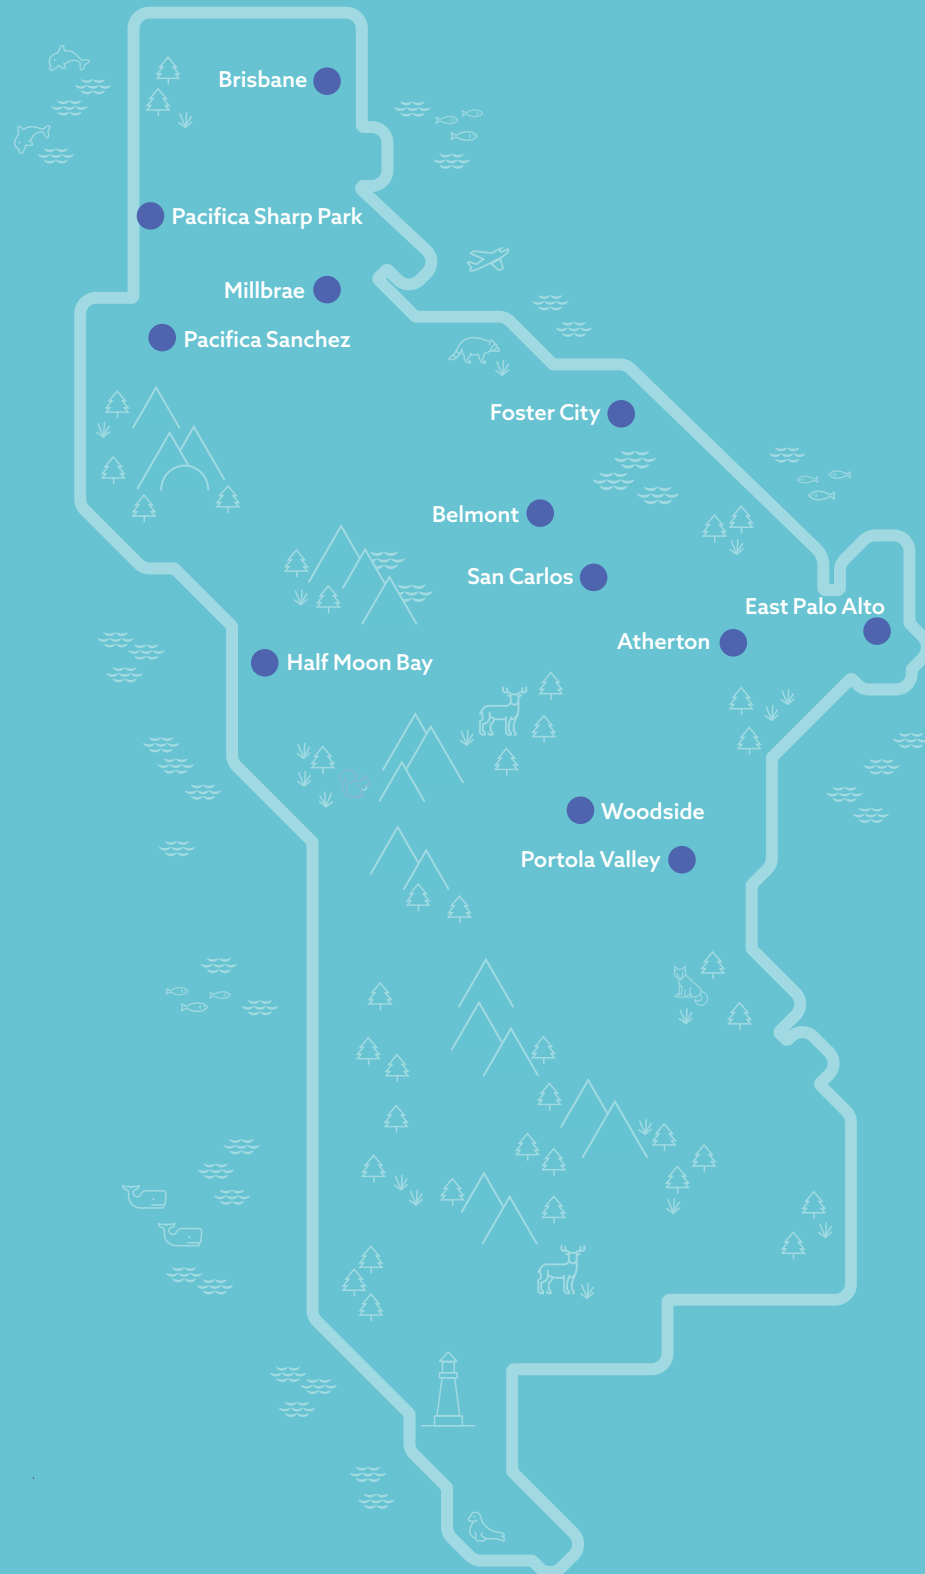 Brisbane
Pacifica Sharp Park
Millbrae
Pacifica Sanchez
Foster City
Belmont
San Carlos
East Palo Alto
Atherton
Half Moon Bay
Woodside
Portola Valley